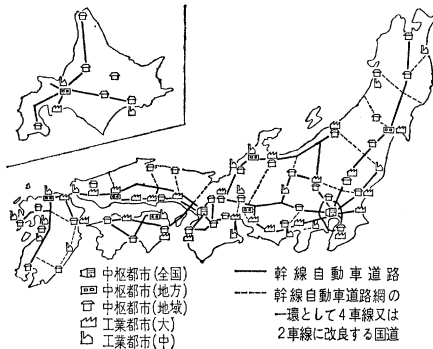 中枢都市(全国)
中枢都市(地方)
中枢都市(地域)
工業都市(大)
工業都市(中)
幹線自動車道路
幹線自動車道路網の
一環として4車線又は
2車線に改良する国道